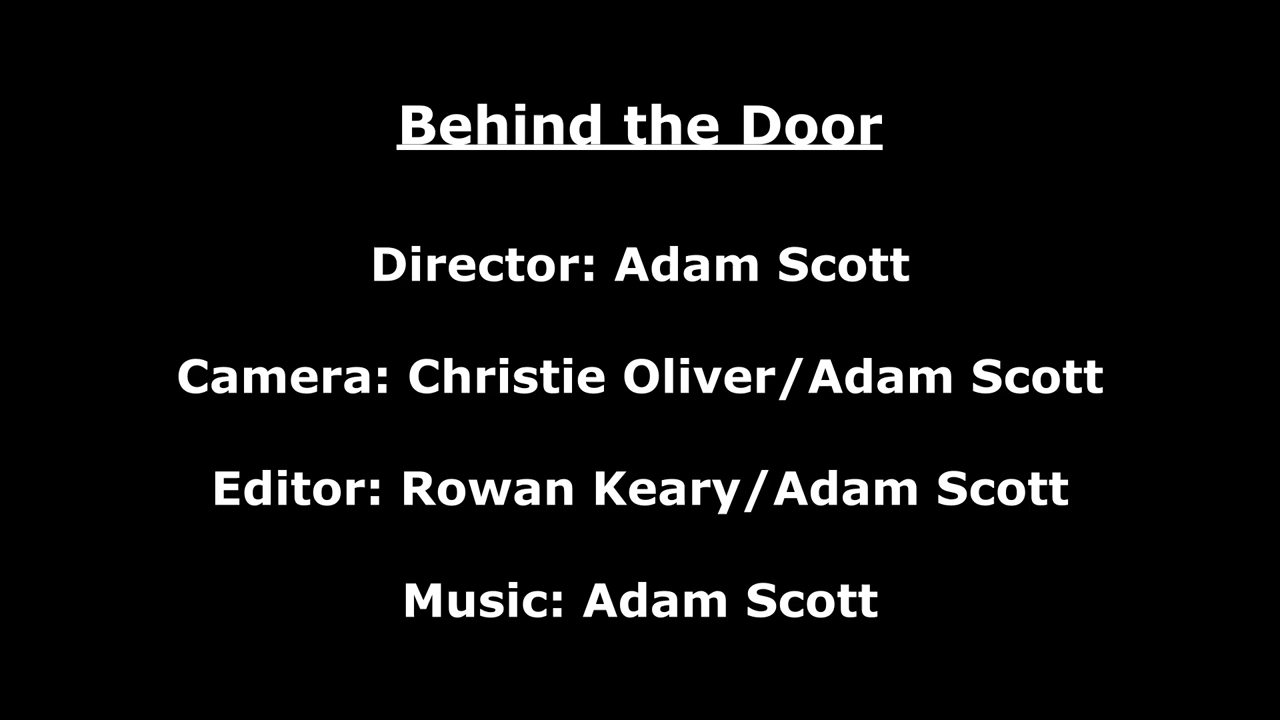 Behind the Door
Director: Adam Scott
Camera: Christie Oliver/Adam Scott
Editor: Rowan Keary/Adam Scott
Music: Adam Scott